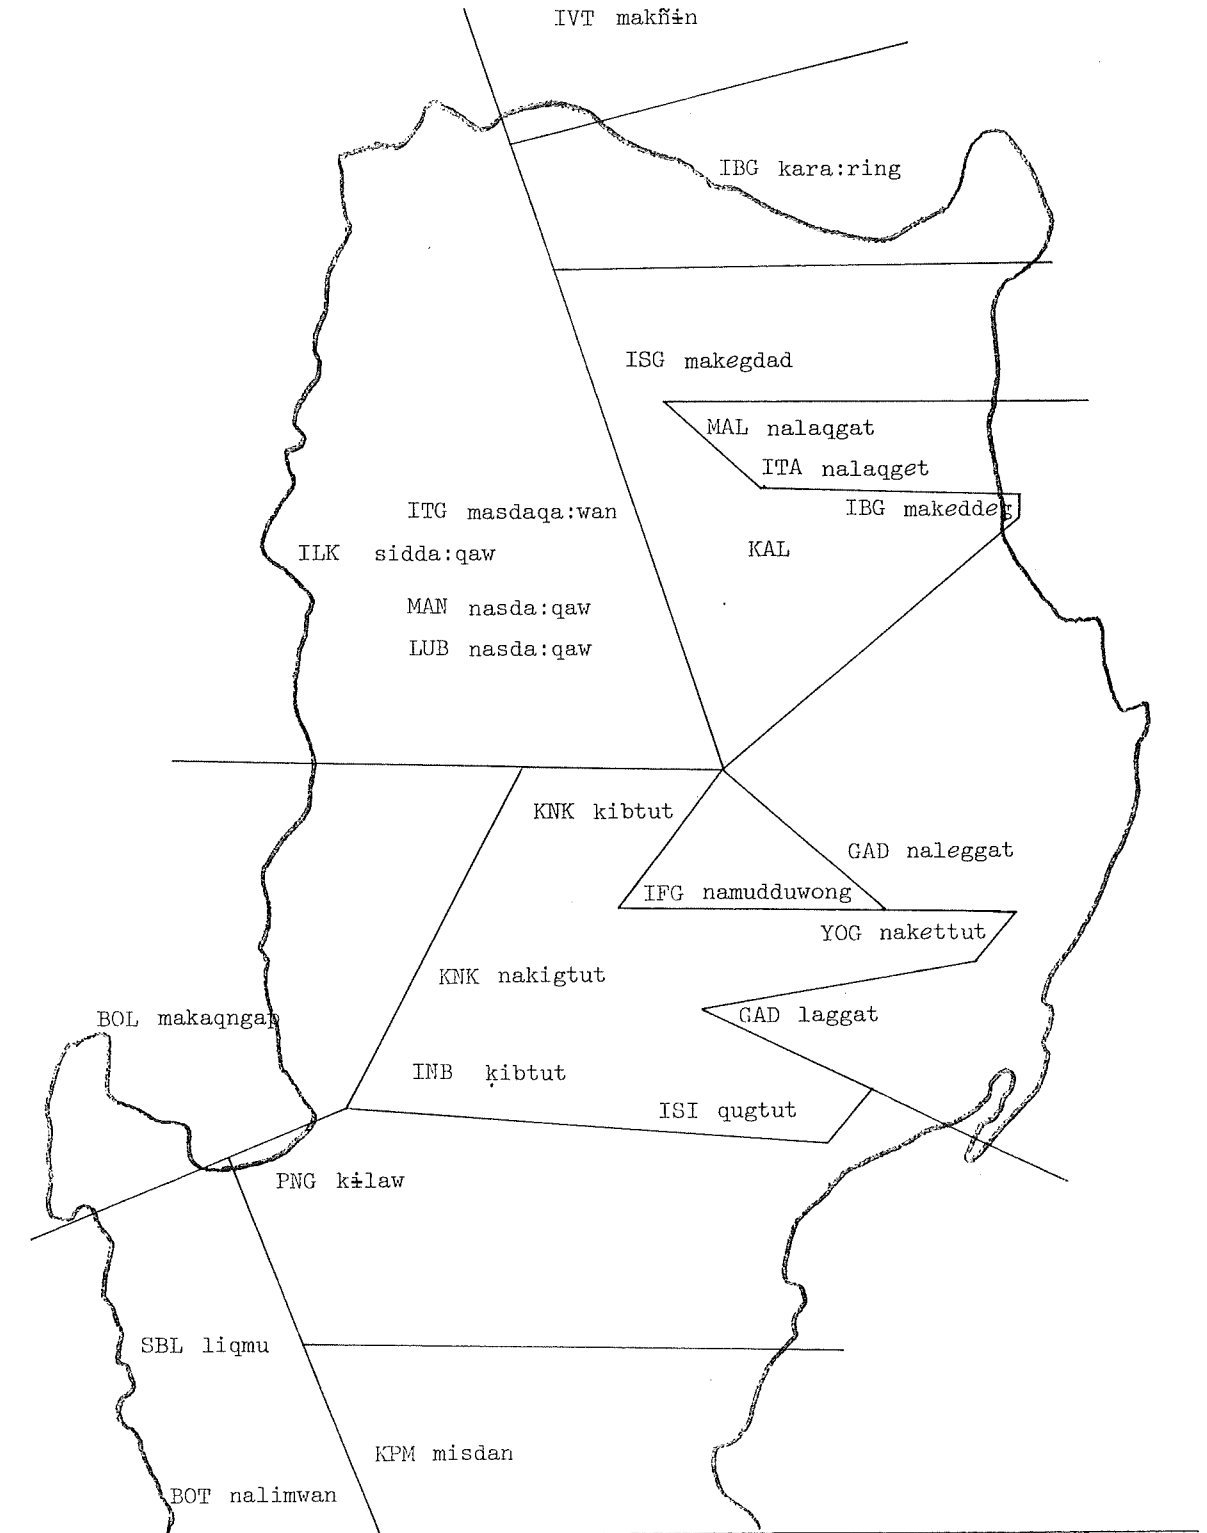 IVT makñɨn
IBG kara:ring
ISG makegdad
MAL nalaqgat
ITA nalaqget
IBG makeddeg
ITG masdaqa:wan
KAL
ILK sidda:qaw
MAN nasda:qaw
LUB nasda:qaw
KNK kibtut
GAD naleggat
IFG namudduwong
YOG nakettut
KNK nakigtut
GAD laggat
BOL makaqngap
INB ḳibtut
ISI qugtut
PNG kɨlaw
SBL liqmu
KPM misdan
BOT nalimwan